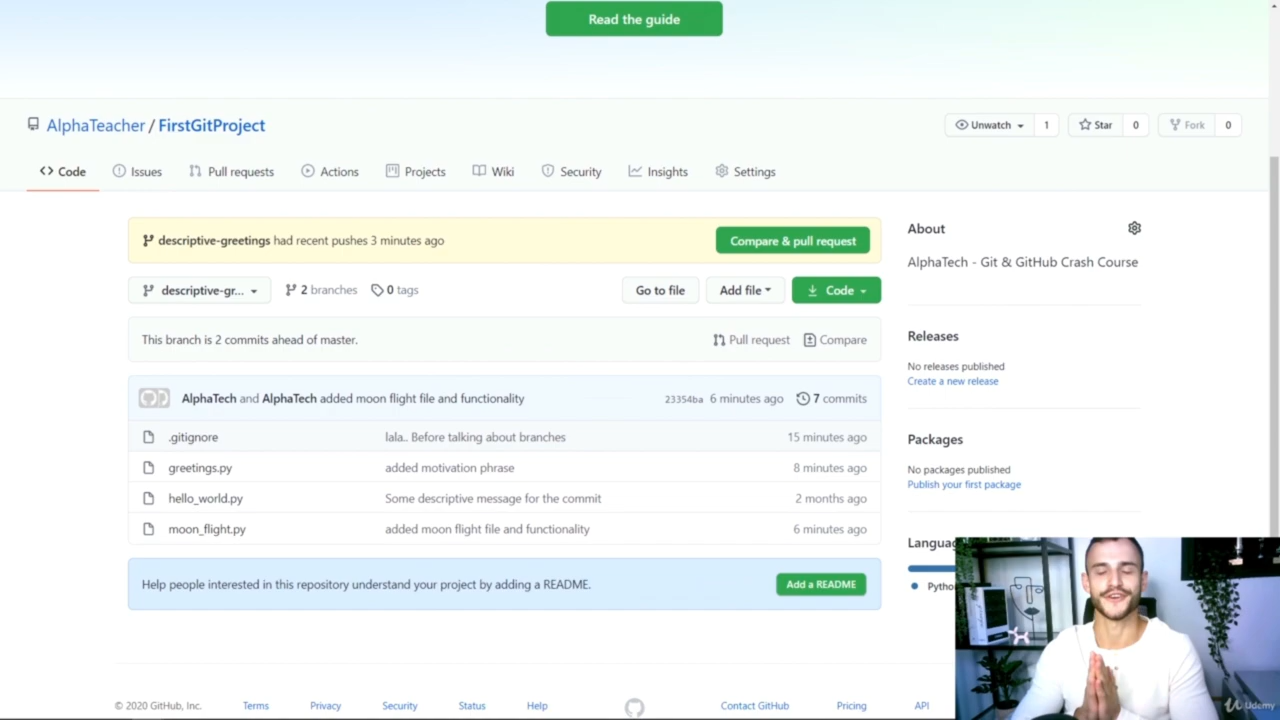 Read the guide
AlphaTeacher / FirstGitProject
Unwatch 1 Star 0 Fork 0
Code Issues Pull requests Actions Projects Wiki Security Insights Settings
descriptive-greetings had recent pushes 3 minutes ago Compare & pull request
descriptive-gr... 2 branches 0 tags Go to file Add file Code
This branch is 2 commits ahead of master. Pull request Compare
AlphaTech and AlphaTech added moon flight file and functionality 23354ba 6 minutes ago 7 commits
.gitignore lala.. Before talking about branches 15 minutes ago
greetings.py added motivation phrase 8 minutes ago
hello_world.py Some descriptive message for the commit 2 months ago
moon_flight.py added moon flight file and functionality 6 minutes ago
Help people interested in this repository understand your project by adding a README. Add a README
About
AlphaTech - Git & GitHub Crash Course
Releases
No releases published
Create a new release
Packages
No packages published
Publish your first package
Languag
Pytho
© 2020 GitHub, Inc. Terms Privacy Security Status Help Contact GitHub Pricing API
Udemy